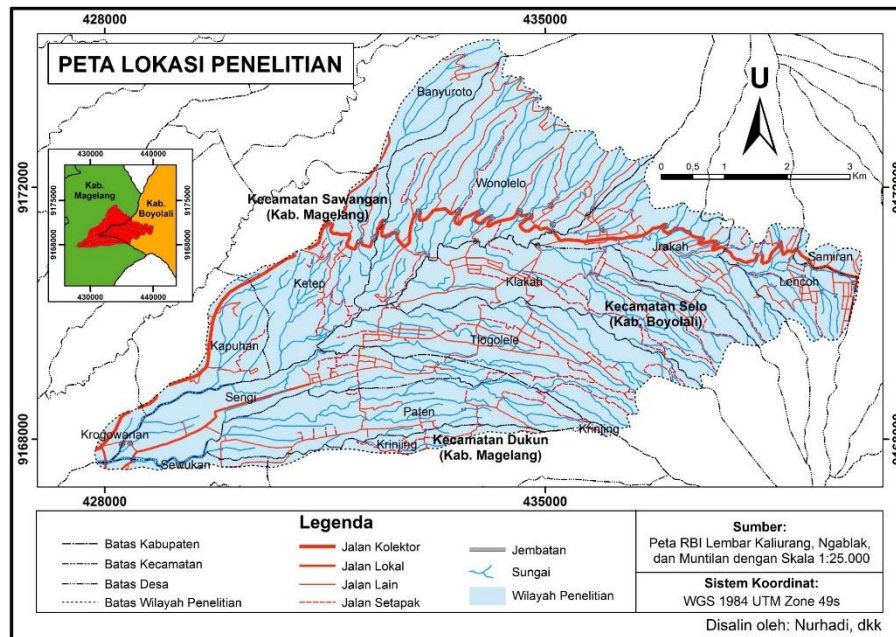 428000
435000
PETA LOKASI PENELITIAN
Banyuroto
U
430000
440000
Kab.
Magelang
Kab.
Boyolali
9175000
9160000
9175000
9160000
430000
440000
0
0,5
1
2
3
Km
9172000
9172000
Wonolelo
Kecamatan Sawangan
(Kab. Magelang)
Jrakah
Samiran
Ketep
Klakah
Lencoh
Kecamatan Selo
(Kab. Boyolali)
Kapuhan
Tlogolele
Sengi
Paten
Krogowanan
Krinjing
Krinjing
Kecamatan Dukun
(Kab. Magelang)
Sewukan
9168000
9168000
428000
435000
Legenda
Batas Kabupaten
Batas Kecamatan
Batas Desa
Batas Wilayah Penelitian
Jalan Kolektor
Jalan Lokal
Jalan Lain
Jalan Setapak
Jembatan
Sungai
Wilayah Penelitian
Sumber:
Peta RBI Lembar Kaliurang, Ngablak,
dan Muntilan dengan Skala 1:25.000
Sistem Koordinat:
WGS 1984 UTM Zone 49s
Disalin oleh: Nurhadi, dkk